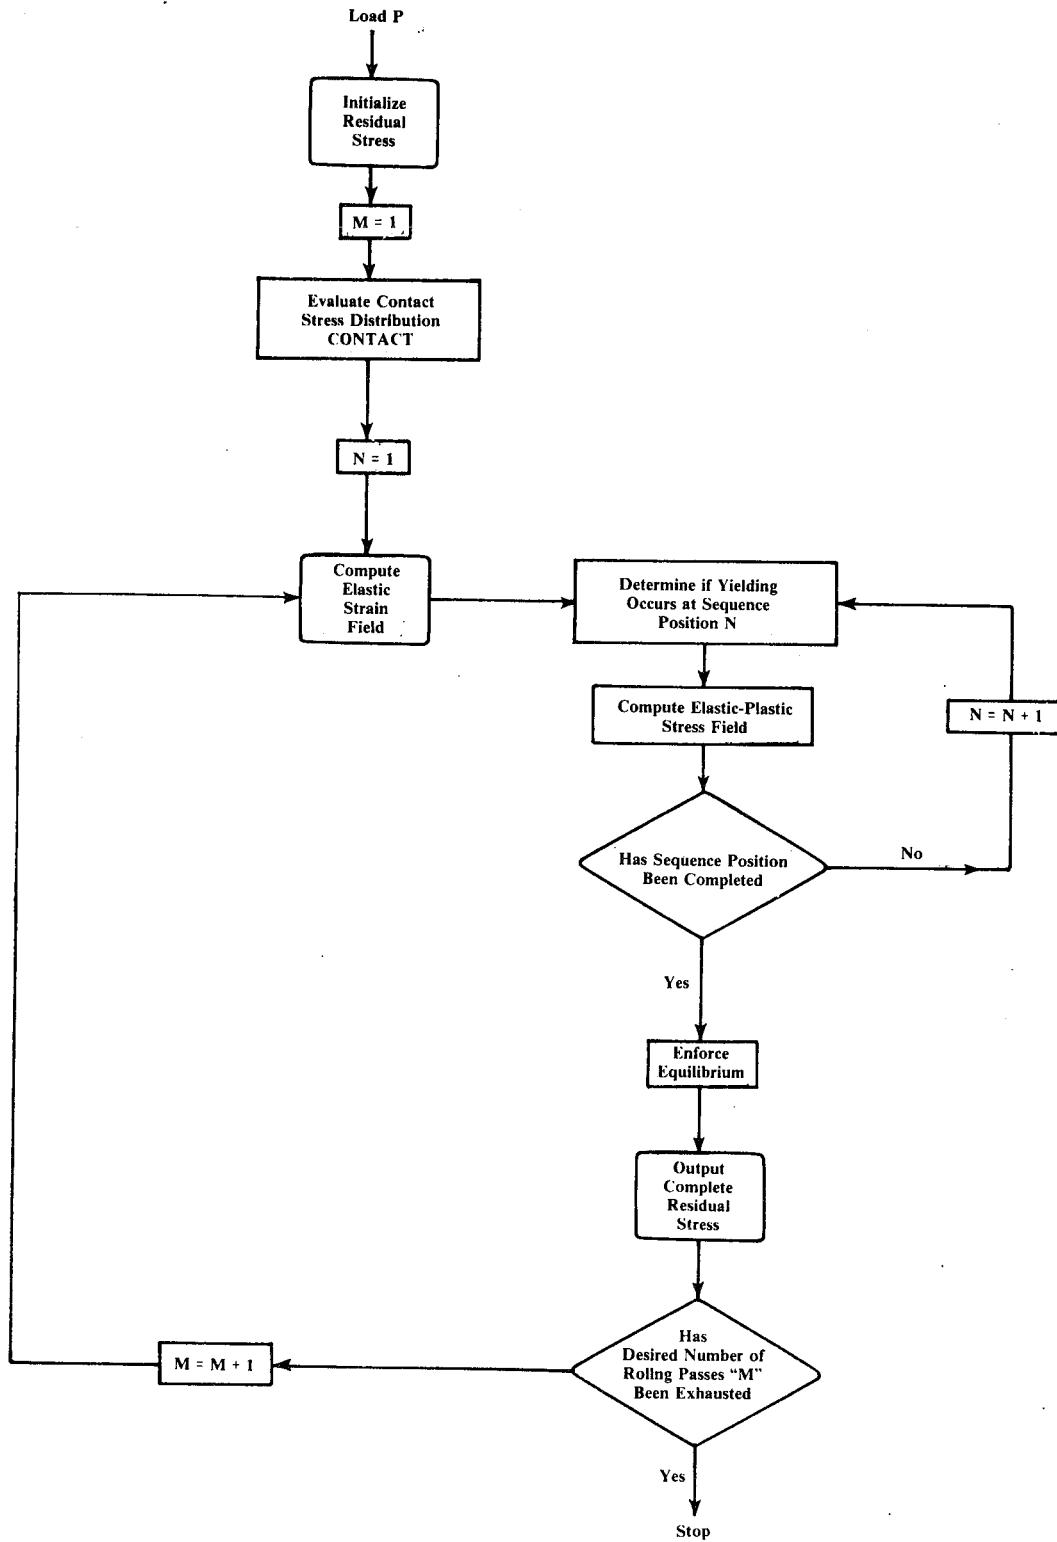 Load P
Initialize
Residual
Stress
M = 1
Evaluate Contact
Stress Distribution
CONTACT
N = 1
Compute
Elastic
Strain
Field
Determine if Yielding
Occurs at Sequence
Position N
Compute Elastic-Plastic
Stress Field
N = N + 1
Has Sequence Position
Been Completed
No
Yes
Enforce
Equilibrium
Output
Complete
Residual
Stress
Has
Desired Number of
Rollng Passes “M”
Been Exhausted
M = M + 1
Yes
Stop